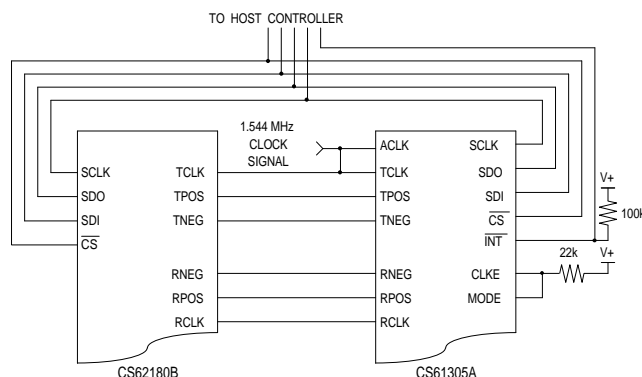 TO HOST CONTROLLER
1.544 MHz
CLOCK
SIGNAL
SCLK
SDO
SDI
CS
TCLK
TPOS
TNEG
RNEG
RPOS
RCLK
CS62180B
ACLK
TCLK
TPOS
TNEG
RNEG
RPOS
RCLK
SCLK
SDO
SDI
CS
INT
CLKE
MODE
CS61305A
V+
100k
22k
V+